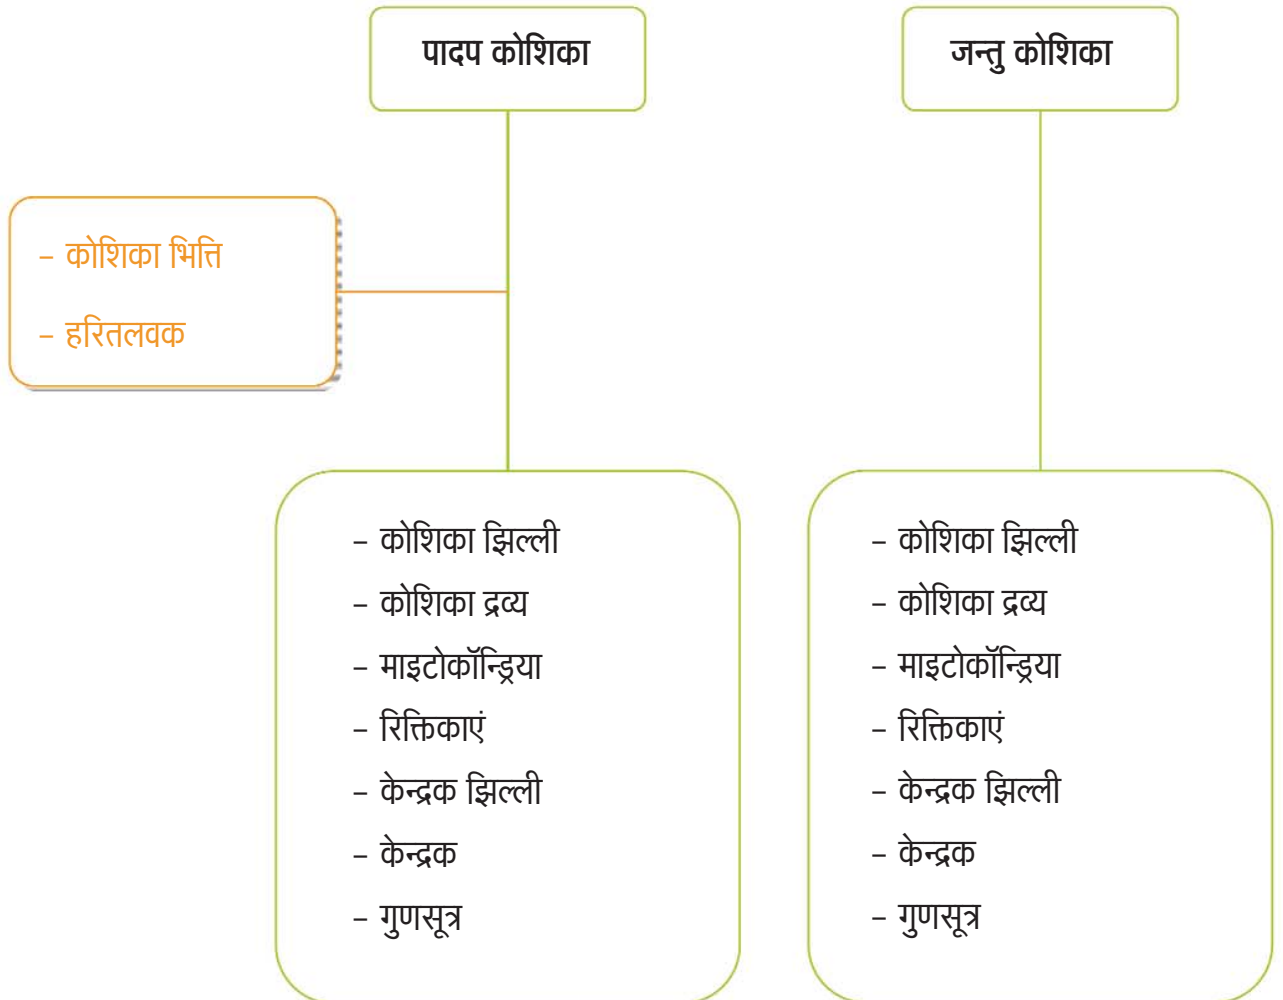 पादप कोशिका
जन्तु कोशिका
– कोशिका भित्ति
– हरितलवक
– कोशिका झिल्ली
– कोशिका द्रव्य
– माइटोकॉन्ड्रिया
– रिक्तिकाएं
– केन्द्रक झिल्ली
– केन्द्रक
– गुणसूत्र
– कोशिका झिल्ली
– कोशिका द्रव्य
– माइटोकॉन्ड्रिया
– रिक्तिकाएं
– केन्द्रक झिल्ली
– केन्द्रक
– गुणसूत्र